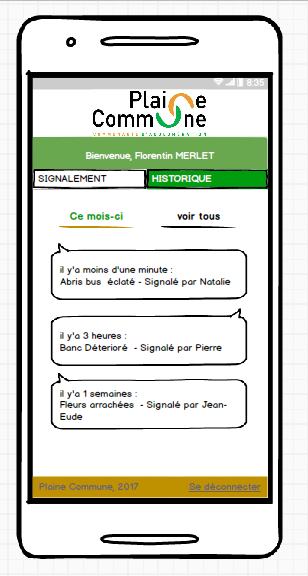 8:35
Plaine
Commune
COMMUNAUTÉ D'AGGLOMÉRATION
Bienvenue, Florentin MERLET
SIGNALEMENT HISTORIQUE
Ce mois-ci voir tous
il y'a moins d'une minute :
Abris bus éclaté - Signalé par Natalie
il y'a 3 heures :
Banc Déterioré - Signalé par Pierre
il y'a 1 semaines :
Fleurs arrachées - Signalé par Jean-
Eude
Plaine Commune, 2017 Se déconnecter